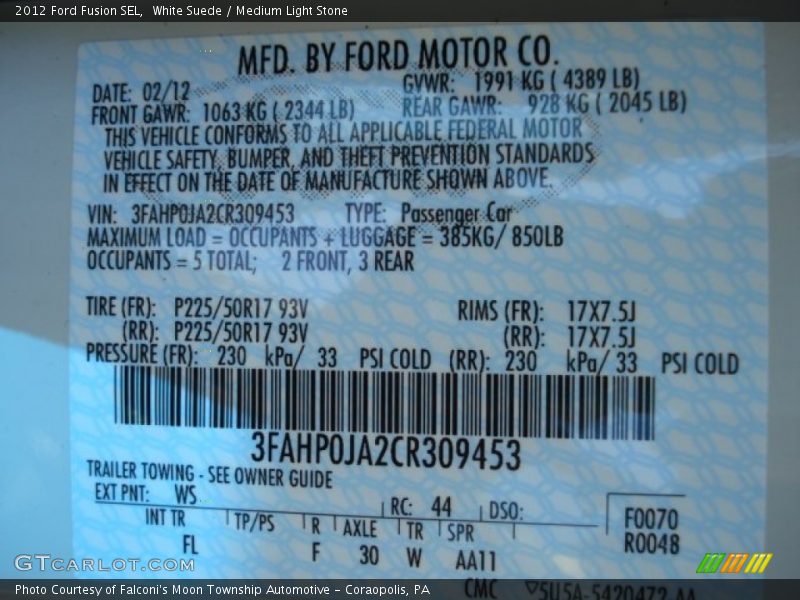 2012 Ford Fusion SEL,  White Suede / Medium Light Stone
MFD. BY FORD MOTOR CO.
DATE: 02/12 GVWR: 1991 KG ( 4389 LB)
FRONT GAWR: 1063 KG ( 2344 LB) REAR GAWR: 928 KG ( 2045 LB)
THIS VEHICLE CONFORMS TO ALL APPLICABLE FEDERAL MOTOR
VEHICLE SAFETY, BUMPER, AND THEFT PREVENTION STANDARDS
IN EFFECT ON THE DATE OF MANUFACTURE SHOWN ABOVE.
VIN: 3FAHP0JA2CR309453 TYPE: Passenger Car
MAXIMUM LOAD = OCCUPANTS + LUGGAGE = 385KG/ 850LB
OCCUPANTS = 5 TOTAL; 2 FRONT, 3 REAR
TIRE (FR): P225/50R17 93V RIMS (FR): 17X7.5J
(RR): P225/50R17 93V (RR): 17X7.5J
PRESSURE (FR): 230 kPa/ 33 PSI COLD (RR): 230 kPa/ 33 PSI COLD
3FAHP0JA2CR309453
TRAILER TOWING - SEE OWNER GUIDE
EXT PNT: WS RC: 44 DSO: F0070
INT TR TP/PS R AXLE TR SPR R0048
FL F 30 W AA11
GTCARLOT.COM
CMC ▽5U5A-5420472-AA
Photo Courtesy of Falconi's Moon Township Automotive - Coraopolis, PA